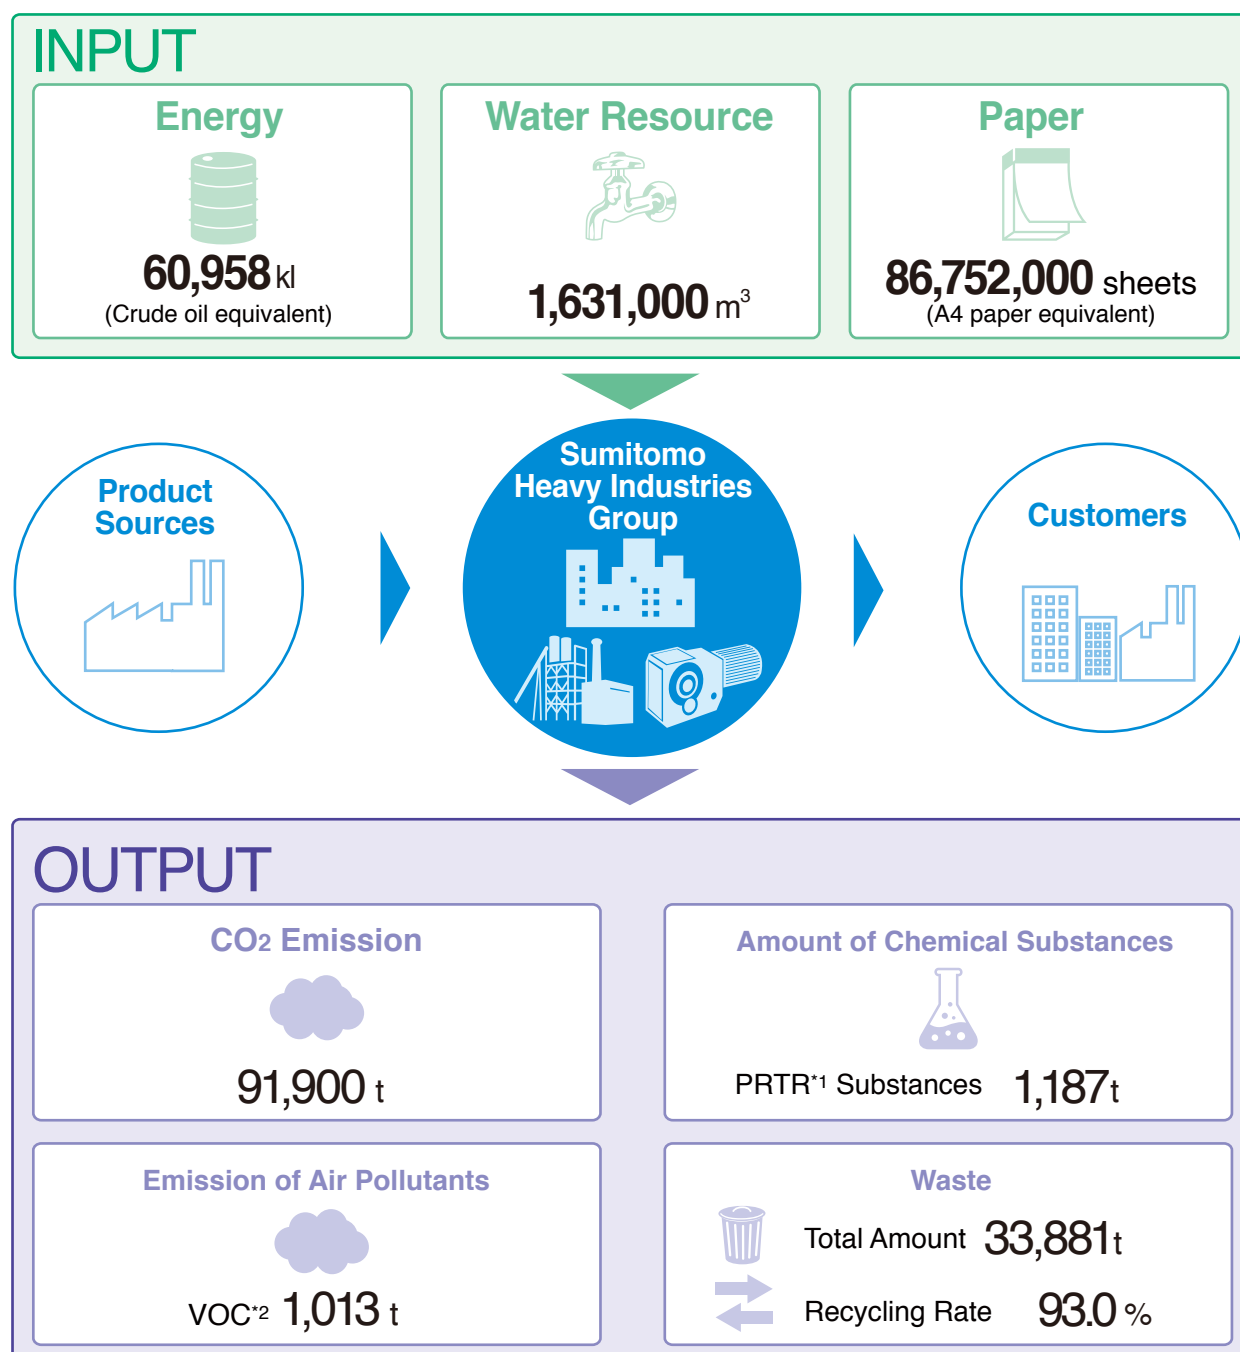 INPUT
Energy
60,958 kl
(Crude oil equivalent)
Water Resource
1,631,000 m³
Paper
86,752,000 sheets
(A4 paper equivalent)
Product
Sources
Sumitomo
Heavy Industries
Group
Customers
OUTPUT
CO2 Emission
91,900 t
Amount of Chemical Substances
PRTR*1 Substances 1,187 t
Emission of Air Pollutants
VOC*2 1,013 t
Waste
Total Amount 33,881 t
Recycling Rate 93.0 %